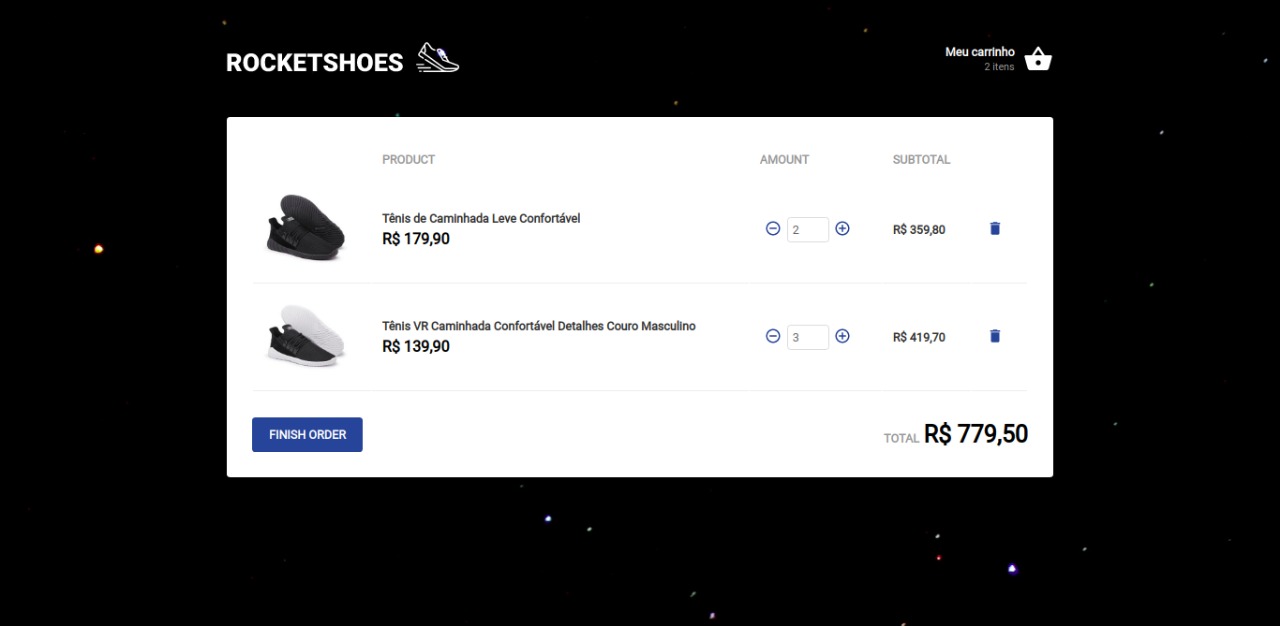 ROCKETSHOES
Meu carrinho
2 itens
PRODUCT AMOUNT SUBTOTAL
Tênis de Caminhada Leve Confortável
R$ 179,90
2
R$ 359,80
Tênis VR Caminhada Confortável Detalhes Couro Masculino
R$ 139,90
3
R$ 419,70
FINISH ORDER
TOTAL R$ 779,50